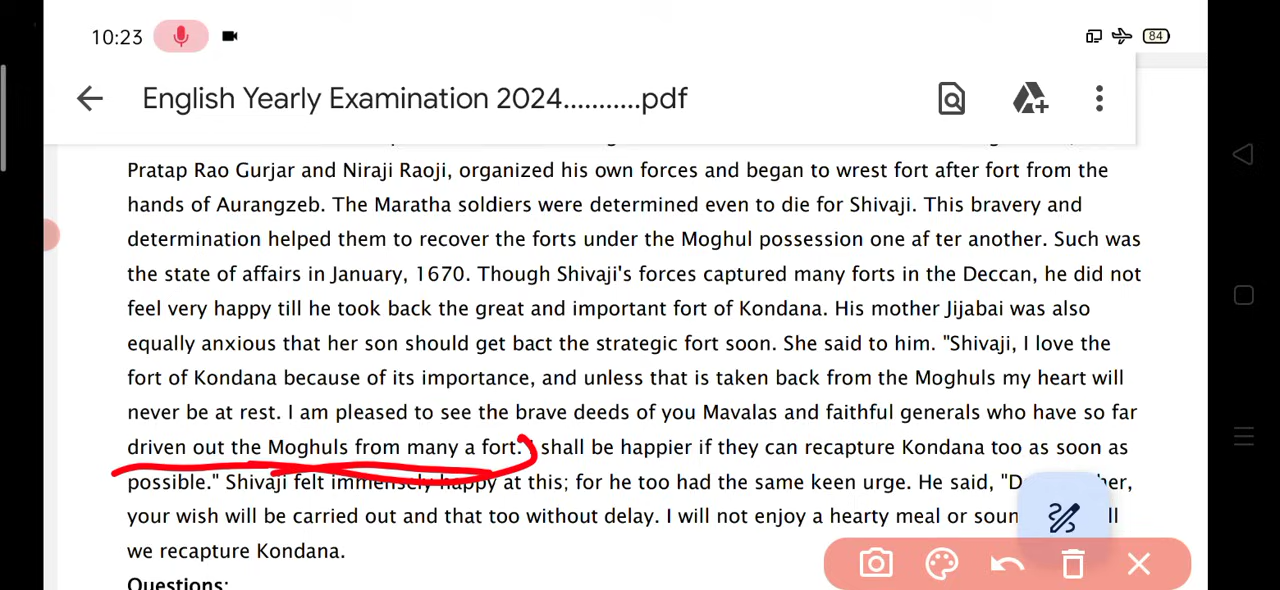 10:23
84
English Yearly Examination 2024...........pdf
Pratap Rao Gurjar and Niraji Raoji, organized his own forces and began to wrest fort after fort from the
hands of Aurangzeb. The Maratha soldiers were determined even to die for Shivaji. This bravery and
determination helped them to recover the forts under the Moghul possession one af ter another. Such was
the state of affairs in January, 1670. Though Shivaji's forces captured many forts in the Deccan, he did not
feel very happy till he took back the great and important fort of Kondana. His mother Jijabai was also
equally anxious that her son should get bact the strategic fort soon. She said to him. "Shivaji, I love the
fort of Kondana because of its importance, and unless that is taken back from the Moghuls my heart will
never be at rest. I am pleased to see the brave deeds of you Mavalas and faithful generals who have so far
driven out the Moghuls from many a fort. I shall be happier if they can recapture Kondana too as soon as
possible." Shivaji felt immensely happy at this; for he too had the same keen urge. He said,
your wish will be carried out and that too without delay. I will not enjoy a hearty meal or
we recapture Kondana.
Questions: